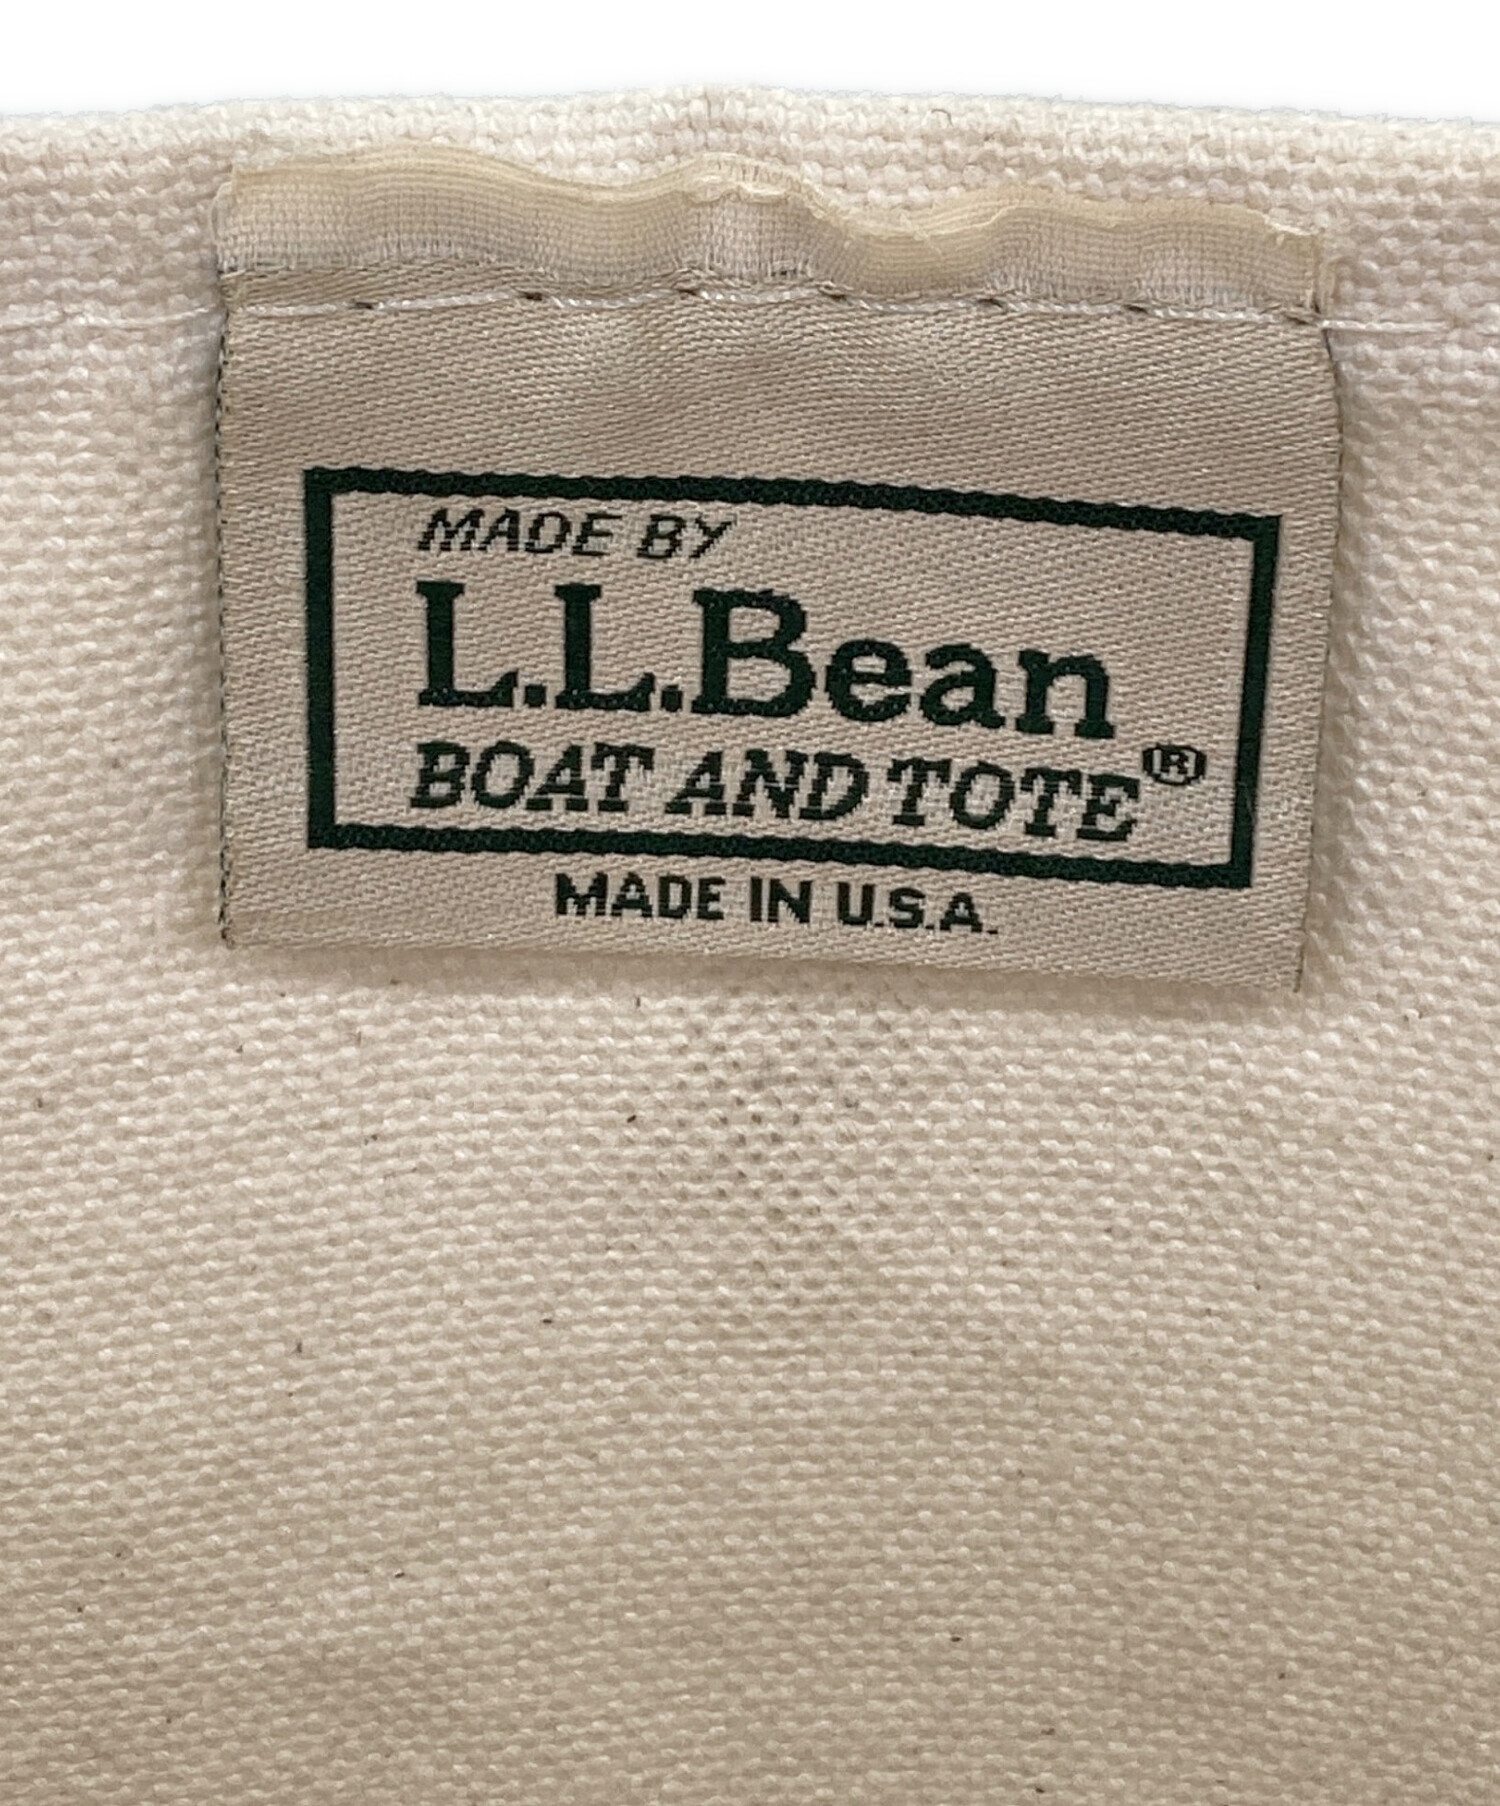 MADE BY
L.L.Bean
BOAT AND TOTE®
MADE IN U.S.A.